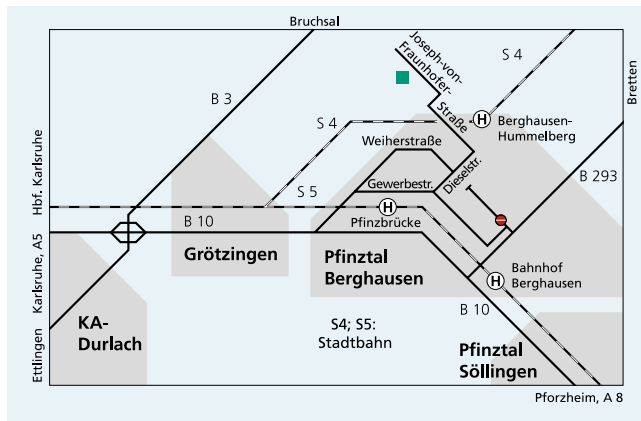 Bruchsal
Joseph-von-
Fraunhofer-
Straße
S 4
Bretten
B 3
S 4
H
Berghausen-
Hummelberg
Weiherstraße
Dieselstr.
B 293
Hbf. Karlsruhe
S 5
Gewerbestr.
H
B 10
Pfinzbrücke
Karlsruhe, A5
Grötzingen
Pfinztal
Berghausen
Bahnhof
Berghausen
H
B 10
KA-
Durlach
S4; S5:
Stadtbahn
Ettlingen
Pfinztal
Söllingen
Pforzheim, A 8